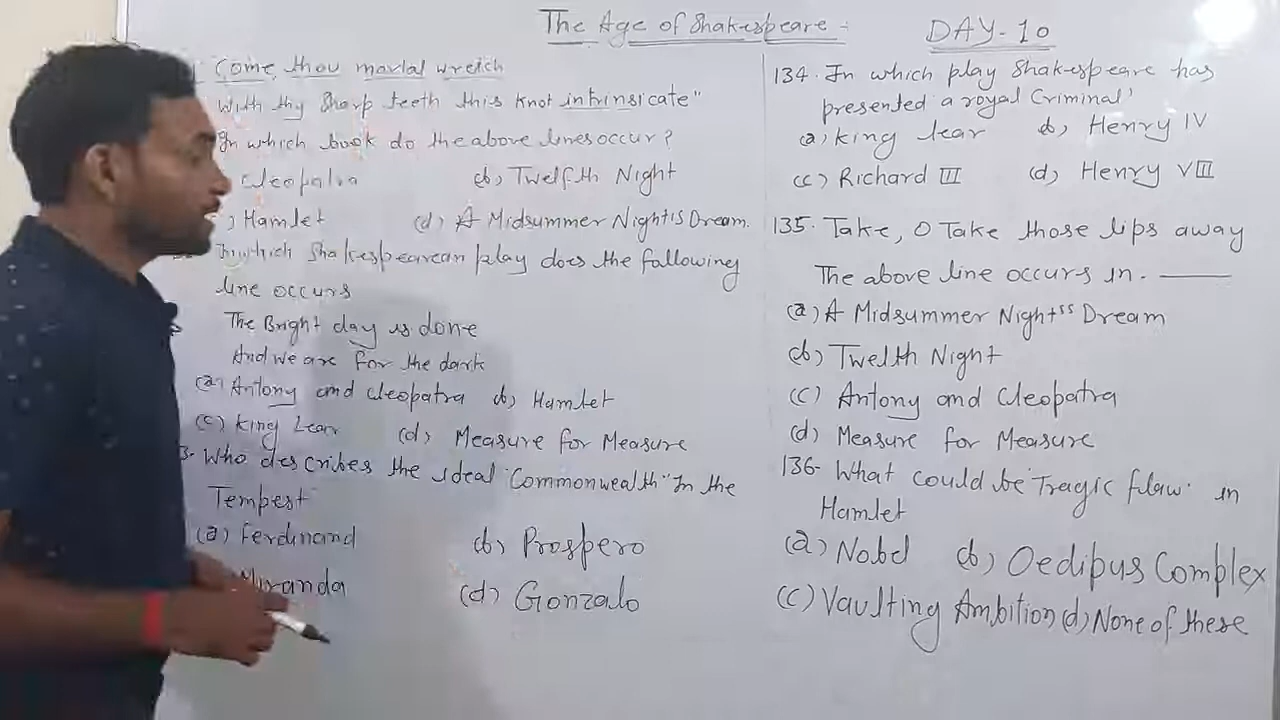 The Age of Shakespeare :-
DAY-10
Come, thou mortal wretch
With thy sharp teeth this knot intrinsicate"
In which book do the above lines occur?
Cleopatra
(b) Twelfth Night
) Hamlet
(d) A Midsummer Night's Dream.
In which Shakespearean play does the following
line occurs
The Bright day is done
And we are for the dark
(a) Antony and Cleopatra (b) Hamlet
(c) King Lear (d) Measure for Measure
3. Who describes the ideal "Commonwealth" In the
Tempest
(a) Ferdinand
(b) Prospero
Miranda
(d) Gonzalo
134. In which play Shakespeare has
presented a royal Criminal'
(a) King Lear (b) Henry IV
(c) Richard III (d) Henry VIII
135. Take, O Take those lips away
The above line occurs in. ———
(a) A Midsummer Night's Dream
(b) Twelth Night
(c) Antony and Cleopatra
(d) Measure for Measure
136- What could be 'Tragic flaw' in
Hamlet
(a) (b) Oedipus Complex
(c) Vaulting Ambition (d) None of these